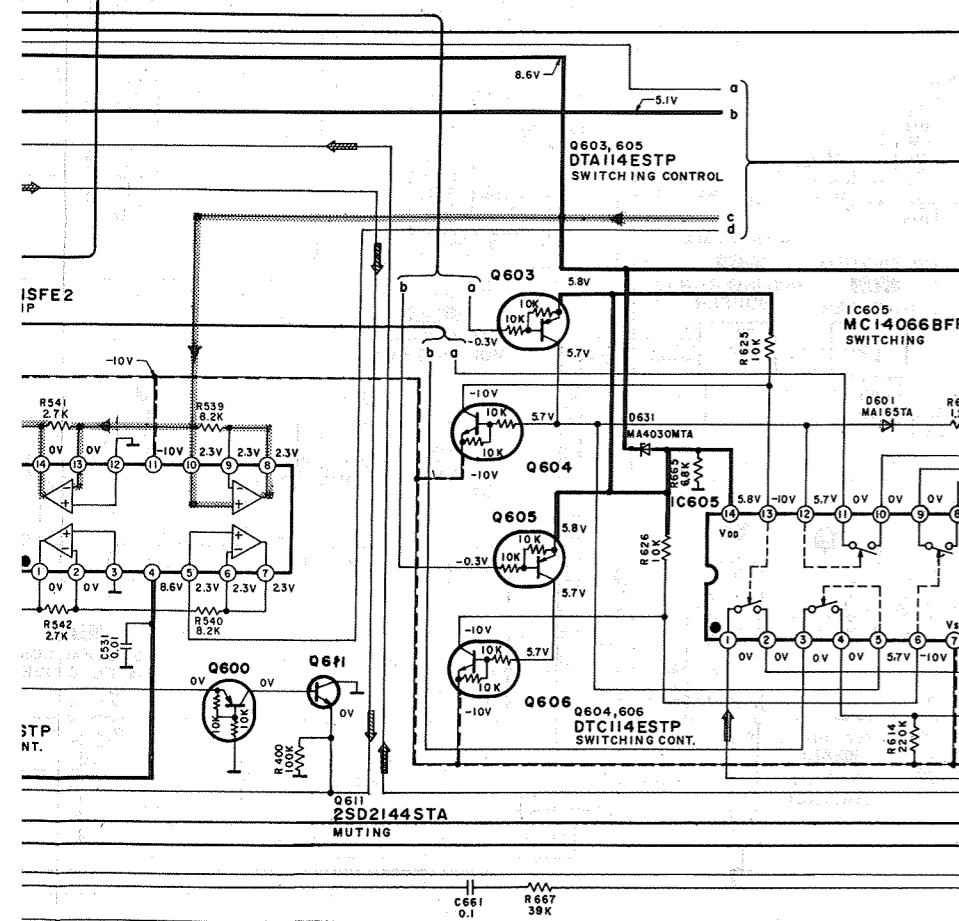 8.6V
a
5.1V
b
Q603, 605
DTA114ESTP
SWITCHING CONTROL
c
d
Q603
5.8V
b
a
10K
10K
-0.3V
5.7V
ISFE2
IP
IC605
MC14066BF
SWITCHING
R625
10K
b
a
-10V
-10V
10K
10K
5.7V
-10V
Q604
D631
MA4030MTA
D601
MA165TA
R541
2.7K
R539
8.2K
0V
0V
-10V
2.3V
2.3V
2.3V
14
13
12
11
10
9
8
R665
6.8K
IC605
5.8V
-10V
5.7V
0V
0V
0V
14
13
12
11
10
9
8
VDD
Q605
5.8V
10K
10K
-0.3V
5.7V
R626
10K
1
2
3
4
5
6
7
0V
0V
8.6V
2.3V
2.3V
2.3V
R542
2.7K
C531
0.01
R540
8.2K
-10V
10K
10K
5.7V
-10V
Q606
Vs
1
2
3
4
5
6
7
0V
0V
0V
5.7V
-10V
Q600
0V
0V
10K
10K
Q611
0V
R400
100K
STP
NT.
Q604,606
DTC114ESTP
SWITCHING CONT.
R614
220K
Q611
2SD2144STA
MUTING
C661
0.1
R667
39K